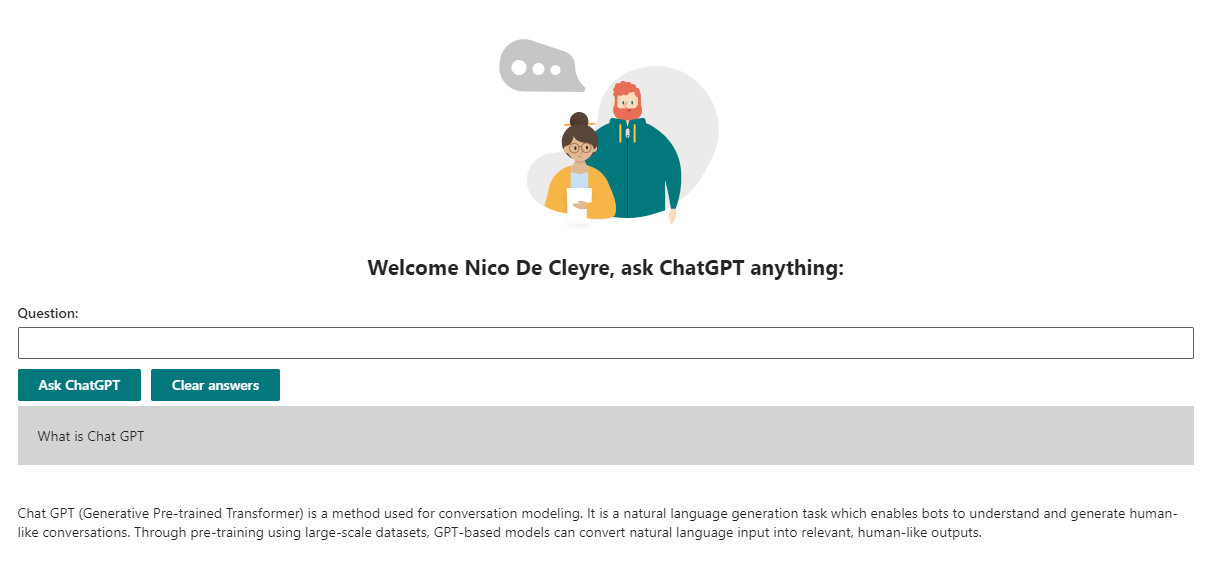 Welcome Nico De Cleyre, ask ChatGPT anything:
Question:
Ask ChatGPT
Clear answers
What is Chat GPT
Chat GPT (Generative Pre-trained Transformer) is a method used for conversation modeling. It is a natural language generation task which enables bots to understand and generate human-
like conversations. Through pre-training using large-scale datasets, GPT-based models can convert natural language input into relevant, human-like outputs.